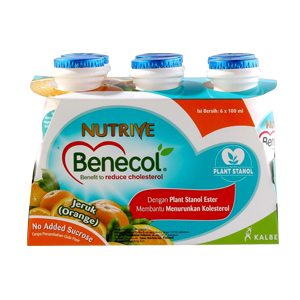 Isi Bersih: 6 x 100 ml
NUTRIVE
Benecol
Benefit to reduce cholesterol
PLANT STANOL
Dengan Plant Stanol Ester
Membantu Menurunkan Kolesterol
Jeruk
(Orange)
No Added Sucrose
KALBE